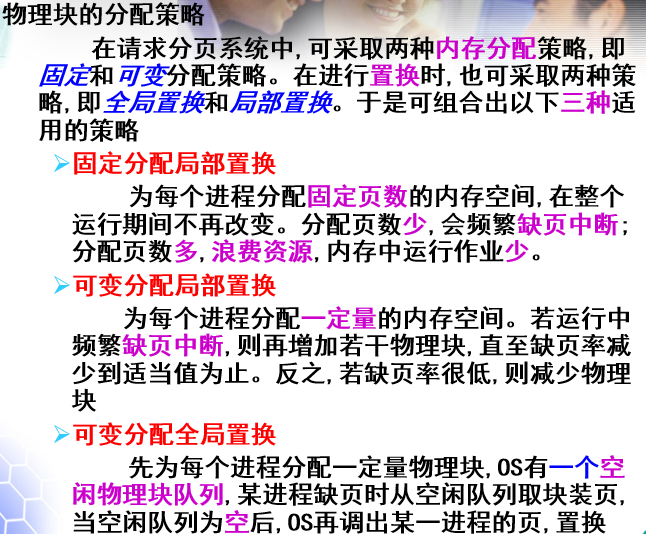 物理块的分配策略
在请求分页系统中,可采取两种内存分配策略,即
固定和可变分配策略。在进行置换时,也可采取两种策
略,即全局置换和局部置换。于是可组合出以下三种适
用的策略
➢固定分配局部置换
为每个进程分配固定页数的内存空间,在整个
运行期间不再改变。分配页数少,会频繁缺页中断;
分配页数多,浪费资源,内存中运行作业少。
➢可变分配局部置换
为每个进程分配一定量的内存空间。若运行中
频繁缺页中断,则再增加若干物理块,直至缺页率减
少到适当值为止。反之,若缺页率很低,则减少物理
块
➢可变分配全局置换
先为每个进程分配一定量物理块,OS有一个空
闲物理块队列,某进程缺页时从空闲队列取块装页,
当空闲队列为空后,OS再调出某一进程的页,置换